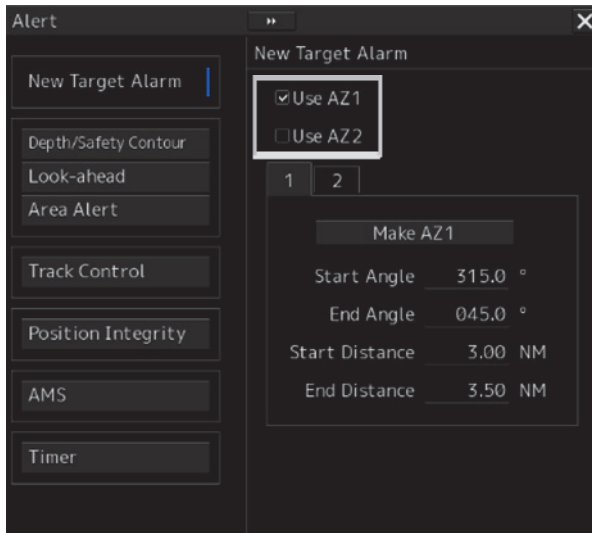 Alert
New Target Alarm
Depth/Safety Contour
Look-ahead
Area Alert
Track Control
Position Integrity
AMS
Timer
New Target Alarm
Use AZ1
Use AZ2
1 2
Make AZ1
Start Angle 315.0 °
End Angle 045.0 °
Start Distance 3.00 NM
End Distance 3.50 NM